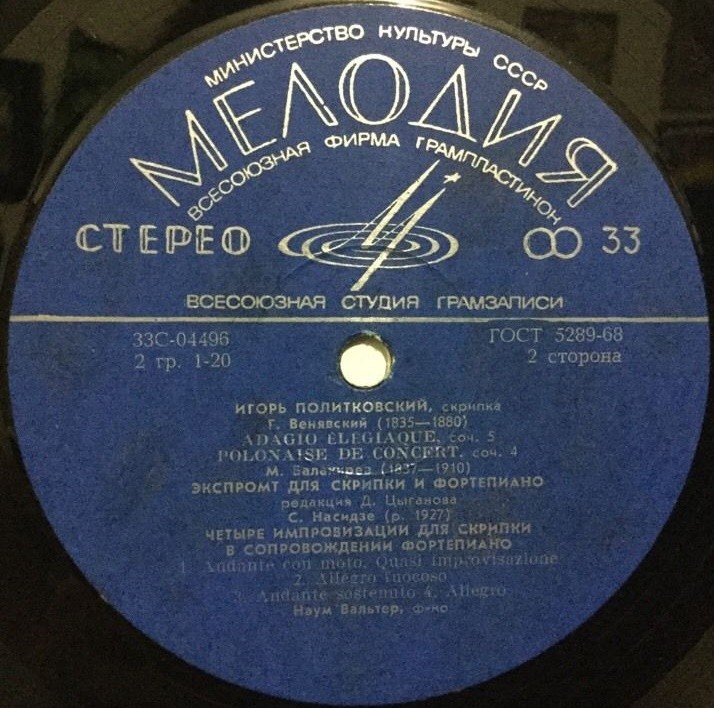 МИНИСТЕРСТВО КУЛЬТУРЫ СССР
МЕЛОДИЯ
ВСЕСОЮЗНАЯ ФИРМА ГРАМПЛАСТИНОК
СТЕРЕО
33
ВСЕСОЮЗНАЯ СТУДИЯ ГРАМЗАПИСИ
33С-04496
ГОСТ 5289-68
2 гр. 1-20
2 сторона
ИГОРЬ ПОЛИТКОВСКИЙ, скрипка
Г. Венявский (1835—1880)
ADAGIO ÉLÉGIAQUE, соч. 5
POLONAISE DE CONCERT, соч. 4
М. Балакирев (1837—1910)
ЭКСПРОМТ ДЛЯ СКРИПКИ И ФОРТЕПИАНО
редакция Д. Цыганова
С. Насидзе (р. 1927)
ЧЕТЫРЕ ИМПРОВИЗАЦИИ ДЛЯ СКРИПКИ
В СОПРОВОЖДЕНИИ ФОРТЕПИАНО
1. Andante con moto, Quasi improvisazione
2. Allegro fuocoso
3. Andante sostenuto 4. Allegro
Наум Вальтер, ф-но